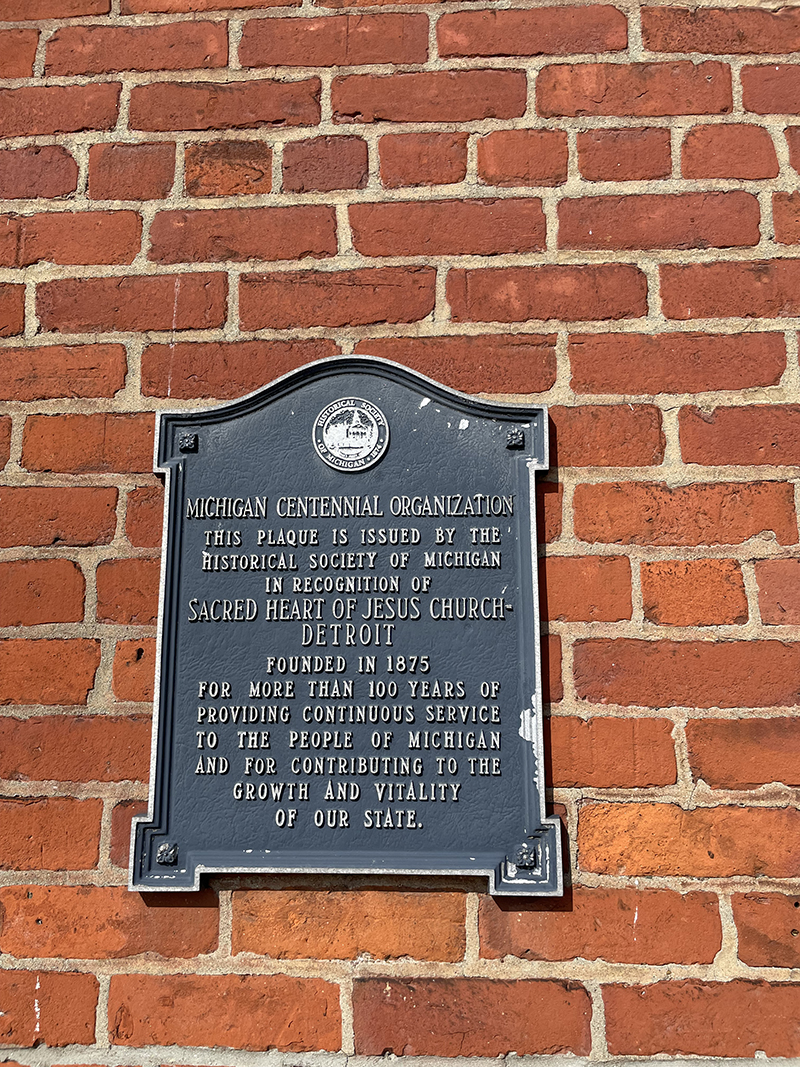 HISTORICAL SOCIETY
OF MICHIGAN • 1828 •
MICHIGAN CENTENNIAL ORGANIZATION
THIS PLAQUE IS ISSUED BY THE
HISTORICAL SOCIETY OF MICHIGAN
IN RECOGNITION OF
SACRED HEART OF JESUS CHURCH-
DETROIT
FOUNDED IN 1875
FOR MORE THAN 100 YEARS OF
PROVIDING CONTINUOUS SERVICE
TO THE PEOPLE OF MICHIGAN
AND FOR CONTRIBUTING TO THE
GROWTH AND VITALITY
OF OUR STATE.